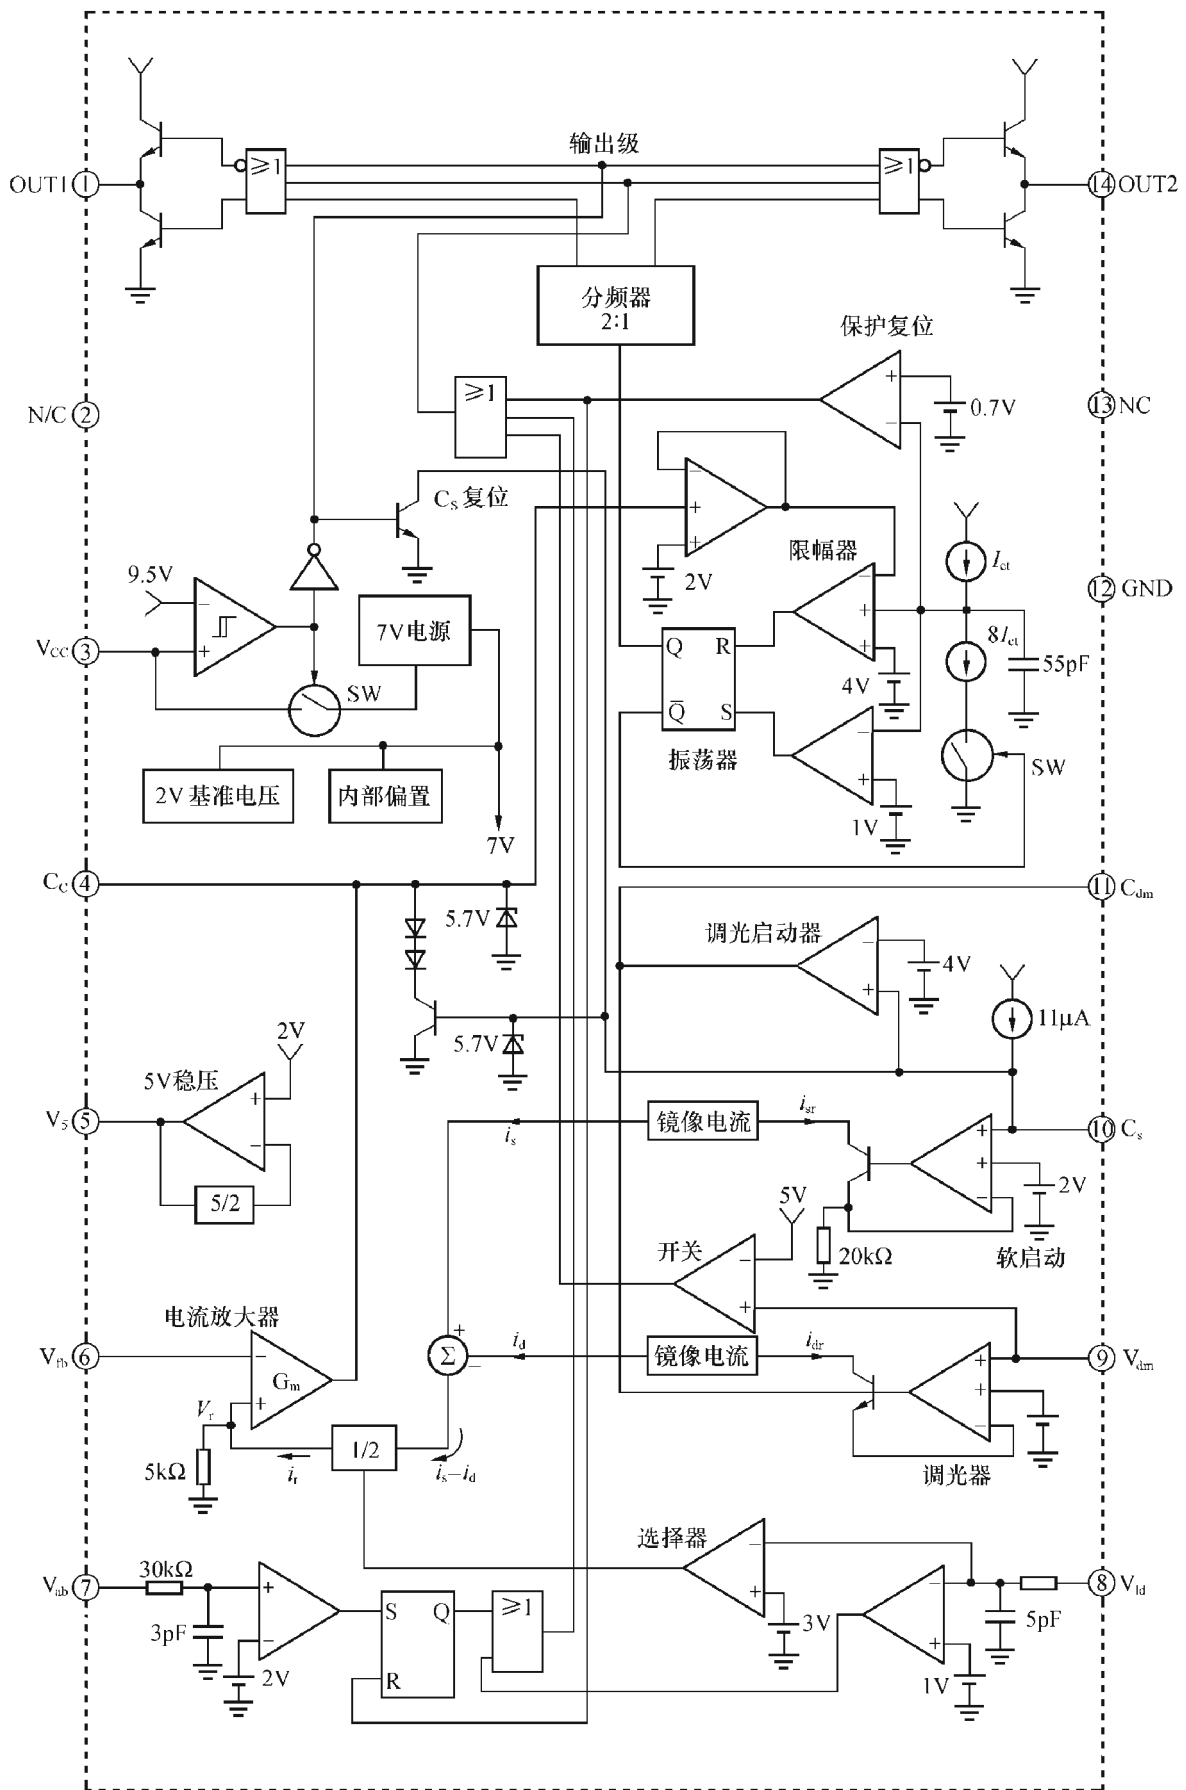 输出级
≥1
≥1
OUT1 1
14 OUT2
分频器
2:1
保护复位
≥1
+
−
0.7V
N/C 2
13 NC
−
+
+
CS 复位
2V
限幅器
Ict
9.5V
−
+
12 GND
7V电源
VCC 3
SW
Q R
Q̄ S
−
+
+
4V
8Ict
55pF
振荡器
−
+
1V
SW
2V基准电压
内部偏置
7V
CC 4
11 Cdm
5.7V
调光启动器
−
+
4V
11μA
5.7V
2V
5V稳压
+
−
V5 5
5/2
镜像电流
is
isr
+
+
−
10 Cs
2V
20kΩ
软启动
5V
开关
−
+
电流放大器
Vfb 6
−
+
Gm
Vr
+
Σ
−
id
镜像电流
idr
+
+
−
9 Vdm
调光器
5kΩ
ir
1/2
is−id
选择器
−
+
3V
Vab 7
30kΩ
3pF
+
−
2V
S Q
R
≥1
−
+
1V
5pF
8 Vld